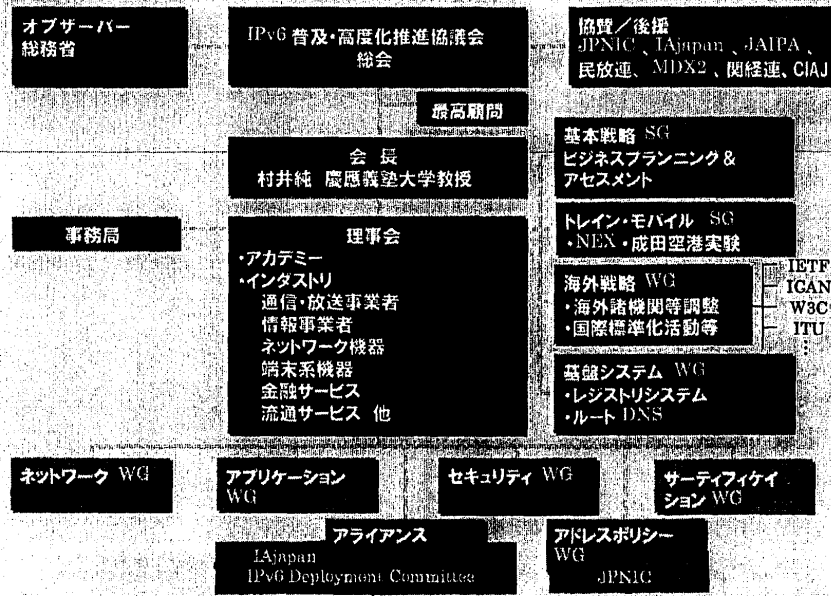 オブザーバー
総務省
IPv6 普及・高度化推進協議会
総会
協賛／後援
JPNIC 、IAjapan 、JAIPA 、
民放連、 MDX2 、関経連、CIAJ
最高顧問
会 長
村井純 慶應義塾大学教授
基本戦略 SG
ビジネスプランニング&
アセスメント
事務局
理事会
・アカデミー
・インダストリ
通信・放送事業者
情報事業者
ネットワーク機器
端末系機器
金融サービス
流通サービス 他
トレイン・モバイル SG
・NEX・成田空港実験
海外戦略 WG
・海外諸機関等調整
・国際標準化活動等
IETF
ICAN
W3C
ITU
⋮
基盤システム WG
・レジストリシステム
・ルート DNS
ネットワーク WG
アプリケーション
WG
セキュリティ WG
サーティフィケイ
ション WG
アライアンス
IAjapan
IPv6 Deployment Committee
アドレスポリシー
WG
JPNIC